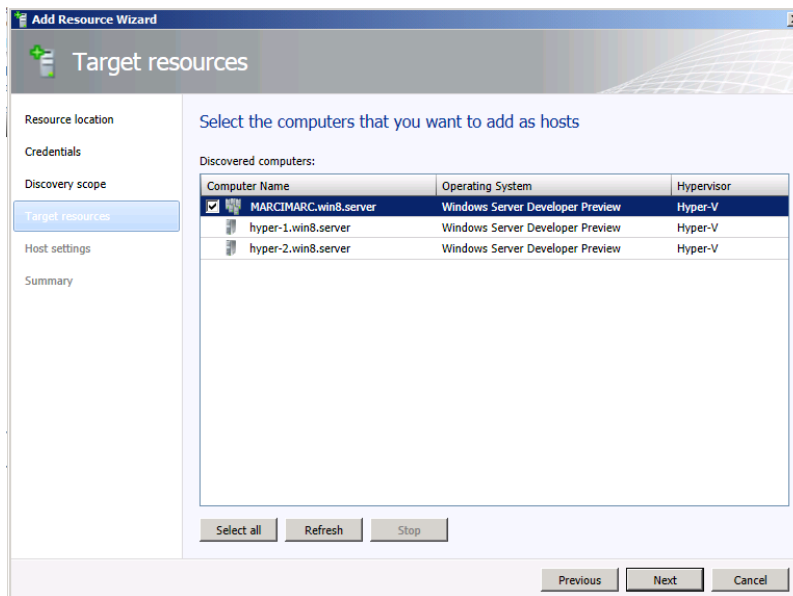 Add Resource Wizard
Target resources
Resource location
Credentials
Discovery scope
Target resources
Host settings
Summary
Select the computers that you want to add as hosts
Discovered computers:
Computer Name Operating System Hypervisor
MARCIMARC.win8.server Windows Server Developer Preview Hyper-V
hyper-1.win8.server Windows Server Developer Preview Hyper-V
hyper-2.win8.server Windows Server Developer Preview Hyper-V
Select all Refresh Stop
Previous Next Cancel